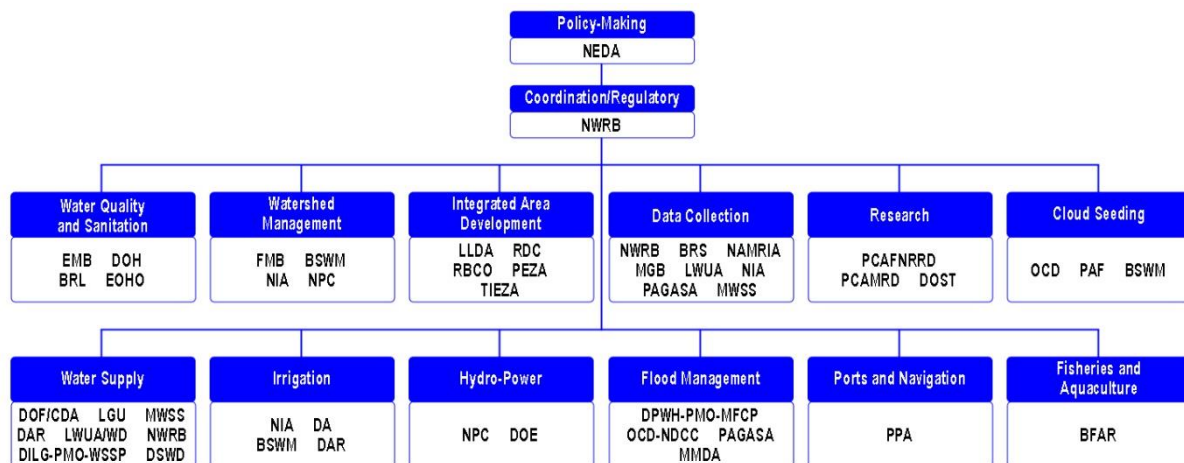 Policy-Making
NEDA
Coordination/Regulatory
NWRB
Water Quality
and Sanitation
EMB DOH
BRL EOHO
Watershed
Management
FMB BSWM
NIA NPC
Integrated Area
Development
LLDA RDC
RBCO PEZA
TIEZA
Data Collection
NWRB BRS NAMRIA
MGB LWUA NIA
PAGASA MWSS
Research
PCAFNRRD
PCAMRD DOST
Cloud Seeding
OCD PAF BSWM
Water Supply
DOF/CDA LGU MWSS
DAR LWUA/WD NWRB
DILG-PMO-WSSP DSWD
Irrigation
NIA DA
BSWM DAR
Hydro-Power
NPC DOE
Flood Management
DPWH-PMO-MFCP
OCD-NDCC PAGASA
MMDA
Ports and Navigation
PPA
Fisheries and
Aquaculture
BFAR